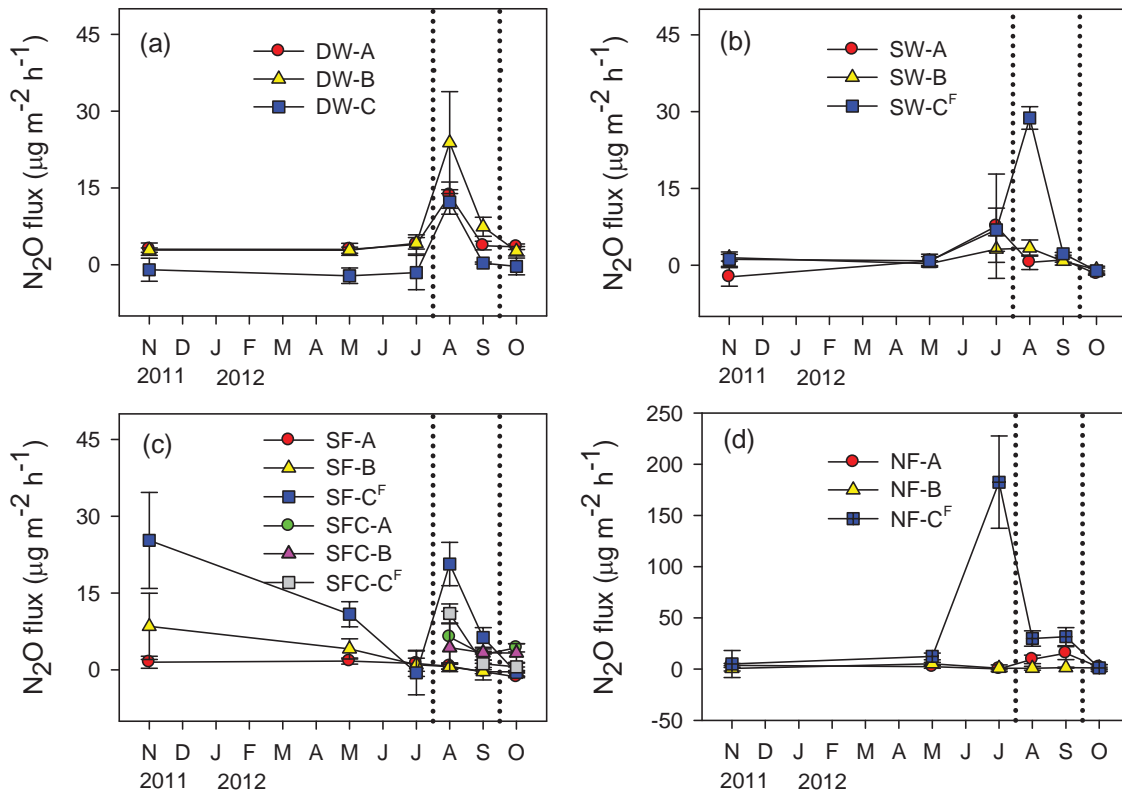 (a)
DW-A
DW-B
DW-C
N₂O flux (μg m⁻² h⁻¹)
45
30
15
0
N D J F M A M J J A S O
2011 2012
(b)
SW-A
SW-B
SW-Cᶠ
N₂O flux (μg m⁻² h⁻¹)
45
30
15
0
N D J F M A M J J A S O
2011 2012
(c)
SF-A
SF-B
SF-Cᶠ
SFC-A
SFC-B
SFC-Cᶠ
N₂O flux (μg m⁻² h⁻¹)
45
30
15
0
N D J F M A M J J A S O
2011 2012
(d)
NF-A
NF-B
NF-Cᶠ
N₂O flux (μg m⁻² h⁻¹)
250
200
150
100
50
0
-50
N D J F M A M J J A S O
2011 2012